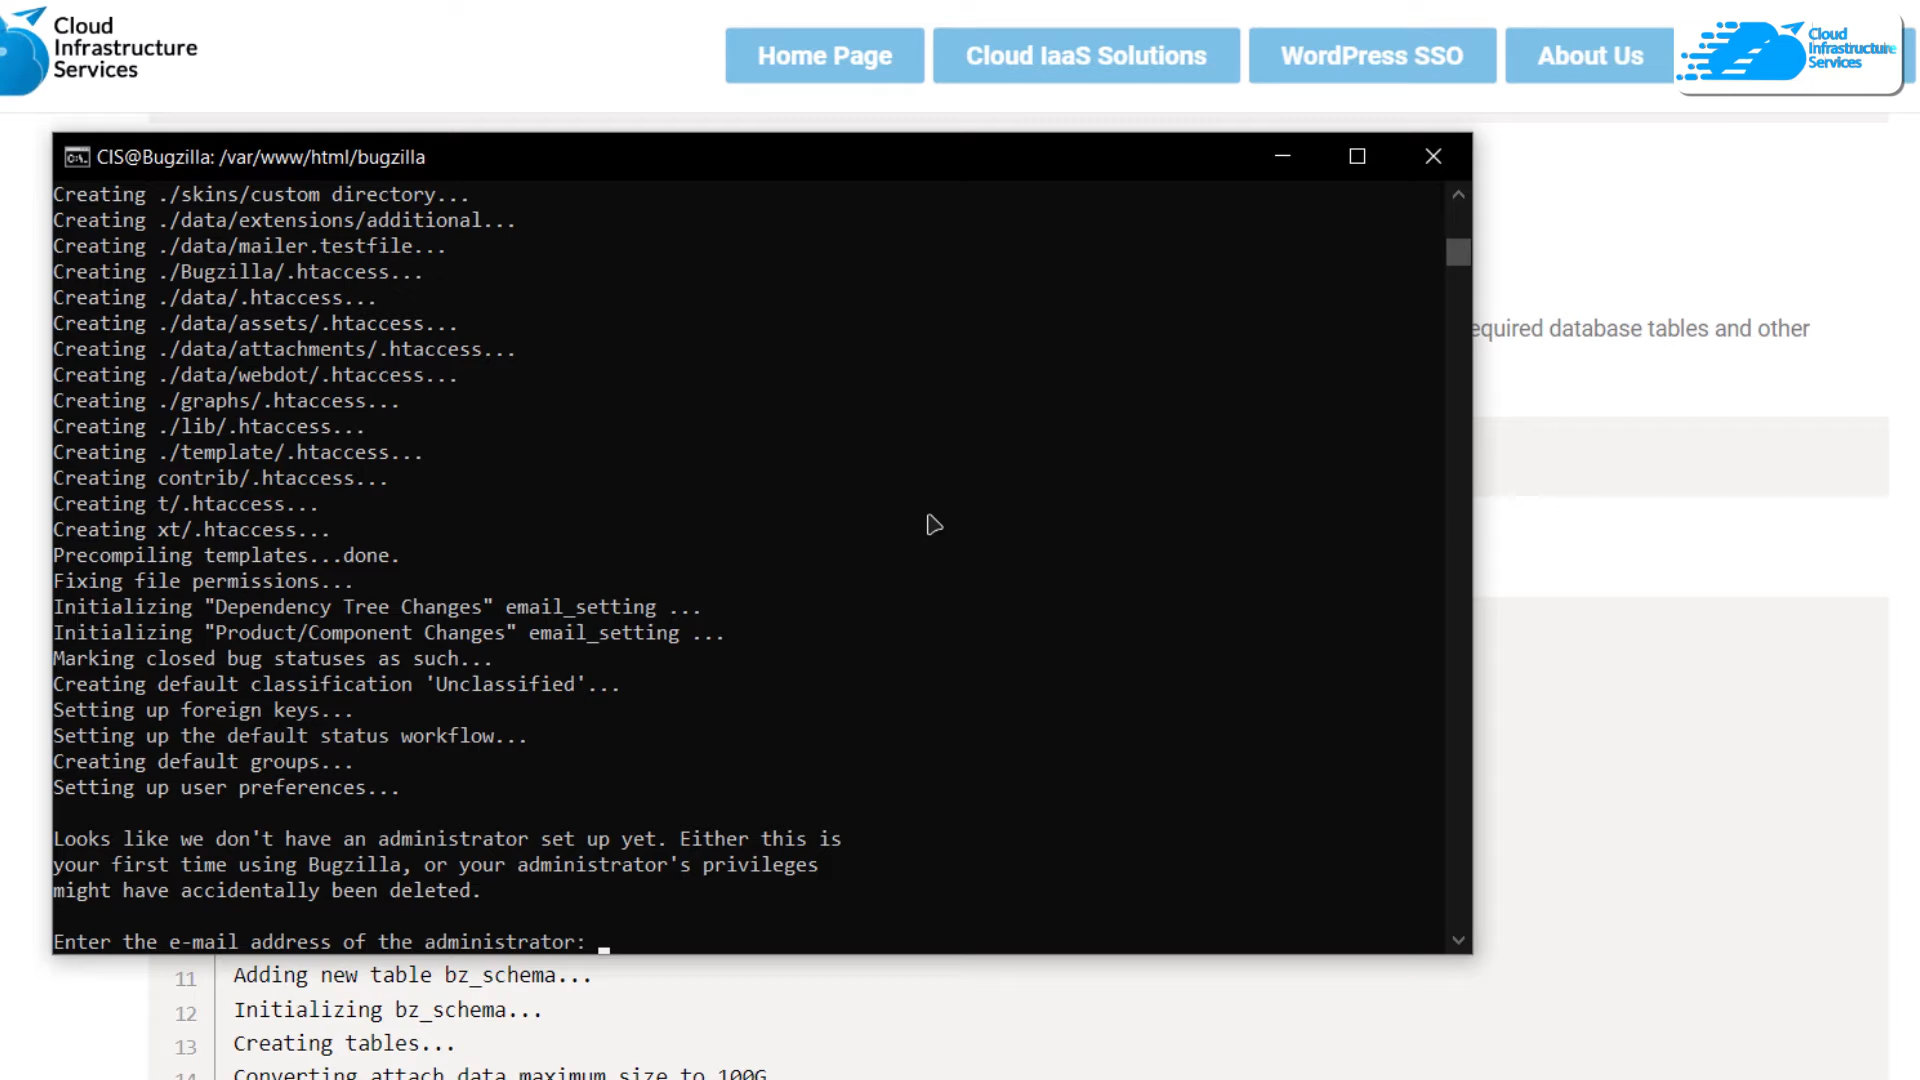 Cloud
Infrastructure
Services
Home Page
Cloud IaaS Solutions
WordPress SSO
About Us
Cloud
Infrastructure
Services
CIS@Bugzilla: /var/www/html/bugzilla
Creating ./skins/custom directory...
Creating ./data/extensions/additional...
Creating ./data/mailer.testfile...
Creating ./Bugzilla/.htaccess...
Creating ./data/.htaccess...
Creating ./data/assets/.htaccess...
Creating ./data/attachments/.htaccess...
Creating ./data/webdot/.htaccess...
Creating ./graphs/.htaccess...
Creating ./lib/.htaccess...
Creating ./template/.htaccess...
Creating contrib/.htaccess...
Creating t/.htaccess...
Creating xt/.htaccess...
Precompiling templates...done.
Fixing file permissions...
Initializing "Dependency Tree Changes" email_setting ...
Initializing "Product/Component Changes" email_setting ...
Marking closed bug statuses as such...
Creating default classification 'Unclassified'...
Setting up foreign keys...
Setting up the default status workflow...
Creating default groups...
Setting up user preferences...
Looks like we don't have an administrator set up yet. Either this is
your first time using Bugzilla, or your administrator's privileges
might have accidentally been deleted.
Enter the e-mail address of the administrator:
equired database tables and other
11 Adding new table bz_schema...
12 Initializing bz_schema...
13 Creating tables...
14 Converting attach data maximum size to 100G